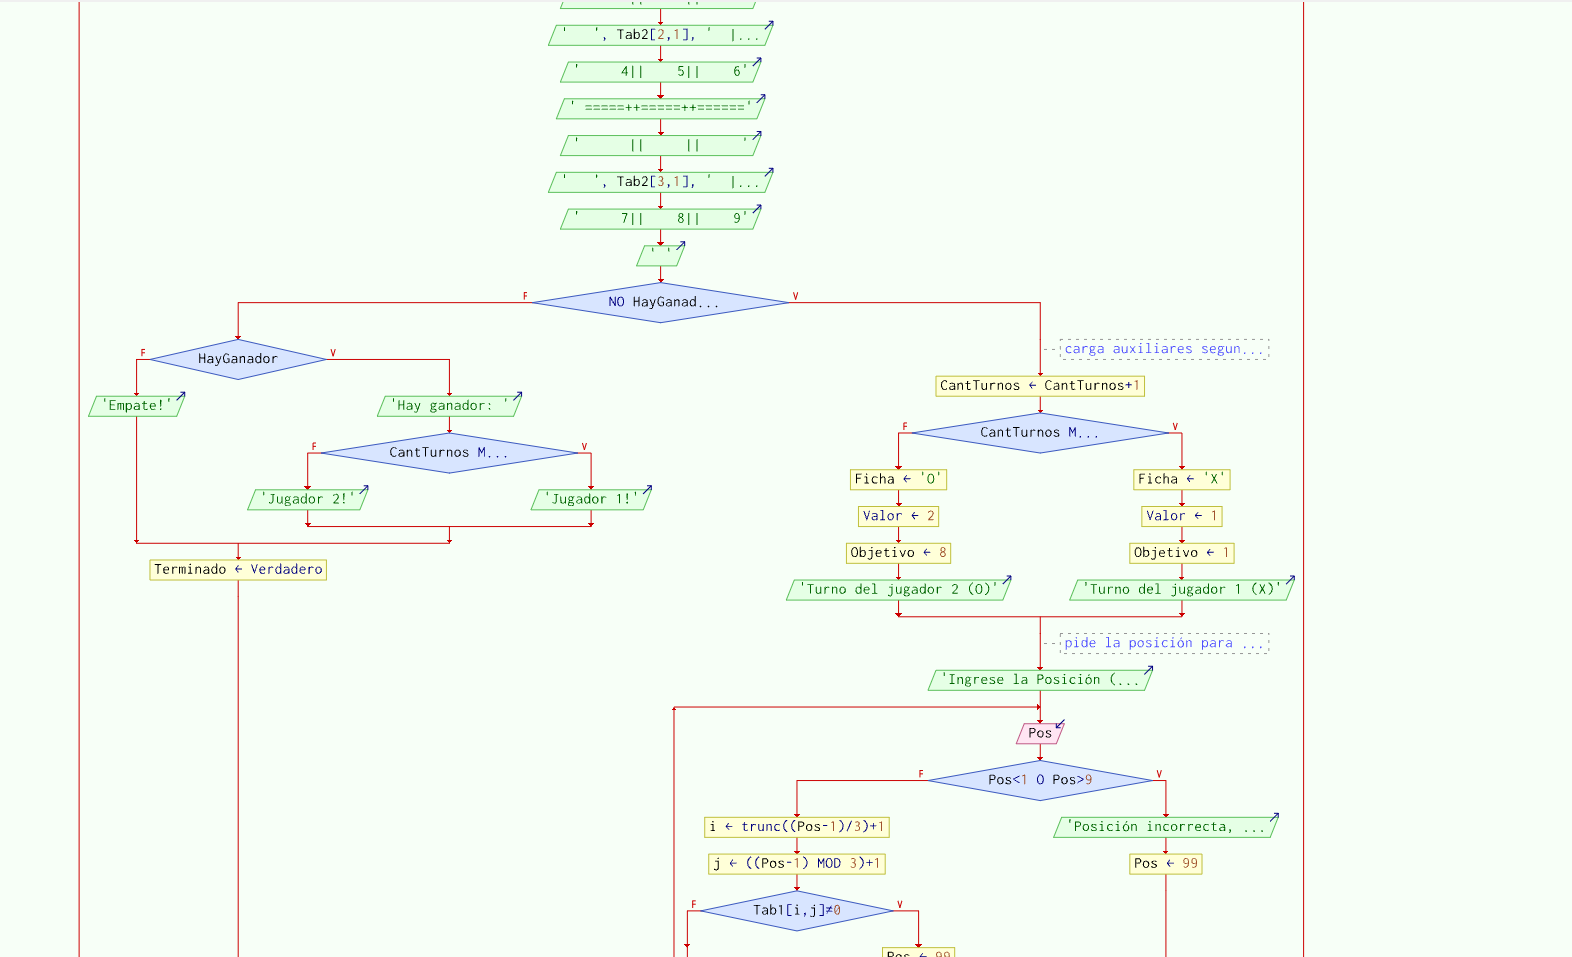 ' ', Tab2[2,1], ' |...
' 4|| 5|| 6'
' =====++=====++======'
' || || '
' ', Tab2[3,1], ' |...
' 7|| 8|| 9'
' '
NO HayGanad...
F
V
HayGanador
F
V
carga auxiliares segun...
CantTurnos ← CantTurnos+1
'Empate!'
'Hay ganador: '
CantTurnos M...
F
V
CantTurnos M...
F
V
Ficha ← 'O'
Ficha ← 'X'
'Jugador 2!'
'Jugador 1!'
Valor ← 2
Valor ← 1
Objetivo ← 8
Objetivo ← 1
Terminado ← Verdadero
'Turno del jugador 2 (O)'
'Turno del jugador 1 (X)'
pide la posición para ...
'Ingrese la Posición (...
Pos
Pos<1 O Pos>9
F
V
i ← trunc((Pos-1)/3)+1
'Posición incorrecta, ...
j ← ((Pos-1) MOD 3)+1
Pos ← 99
Tab1[i,j]≠0
F
V
Pos ← 99